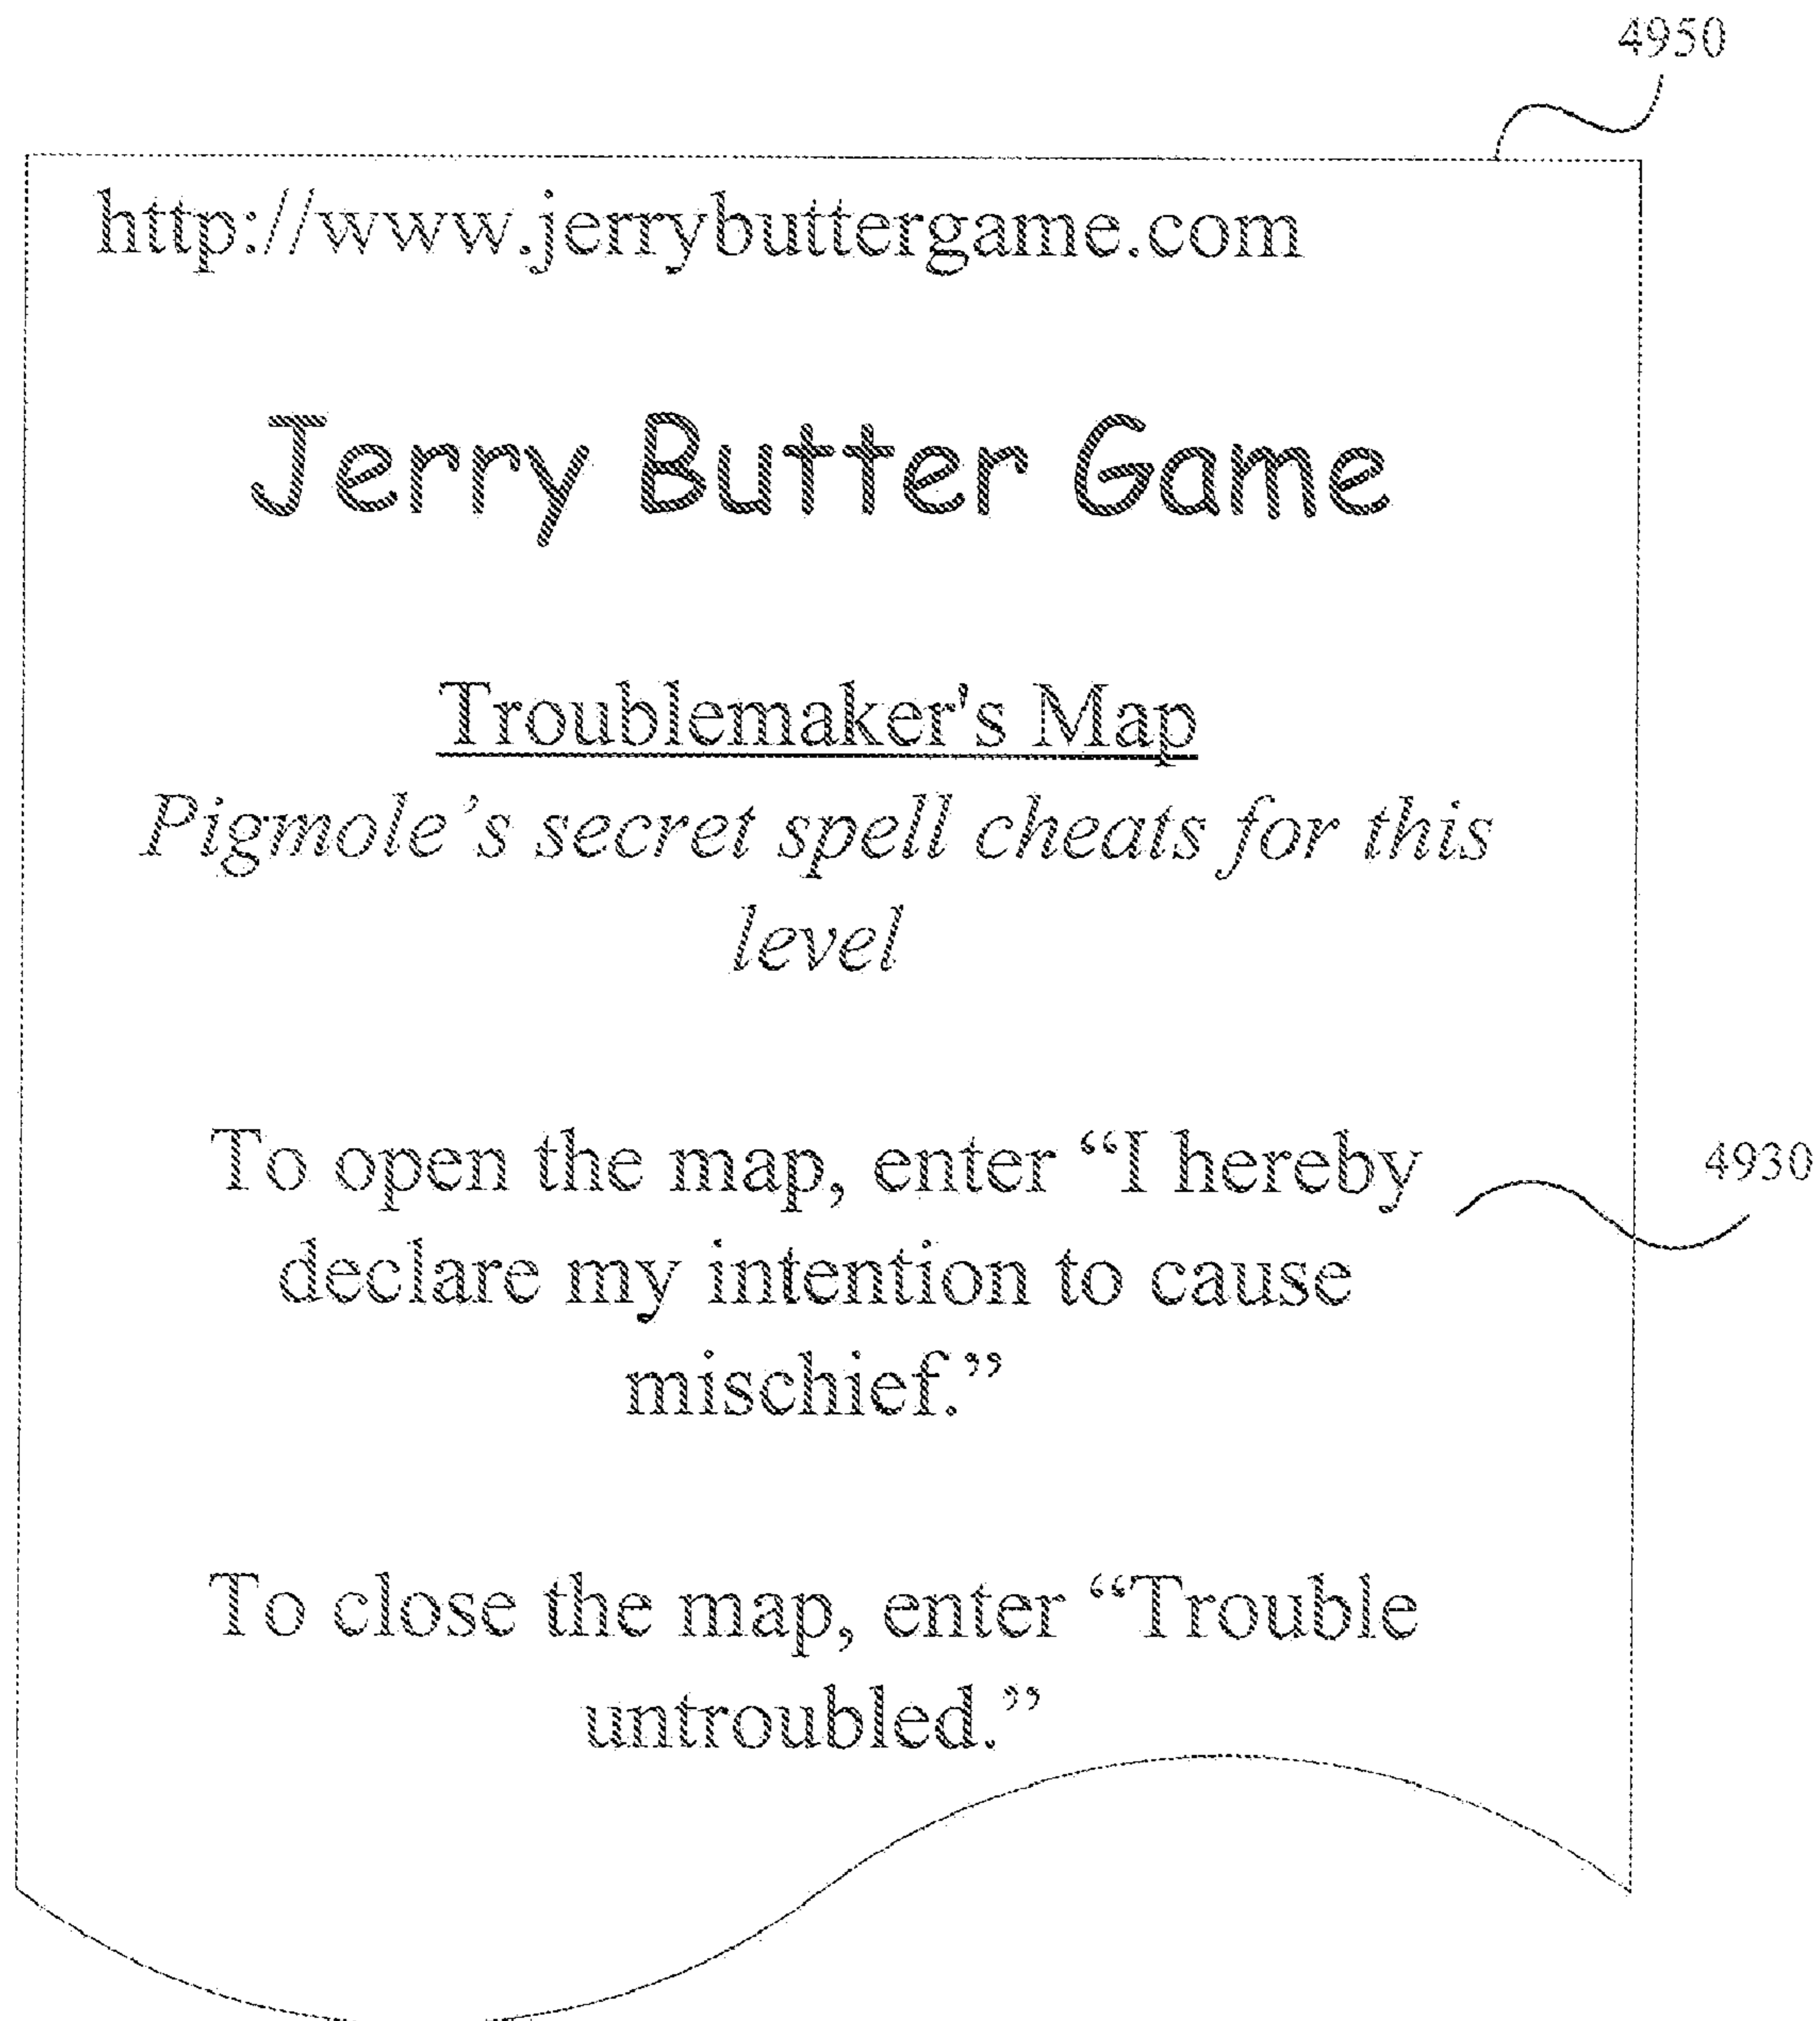 4950
http://www.jerrybuttergame.com
Jerry Butter Game
Troublemaker's Map
Pigmole’s secret spell cheats for this
level
To open the map, enter “I hereby
4930
declare my intention to cause
mischief.”
To close the map, enter “Trouble
untroubled.”